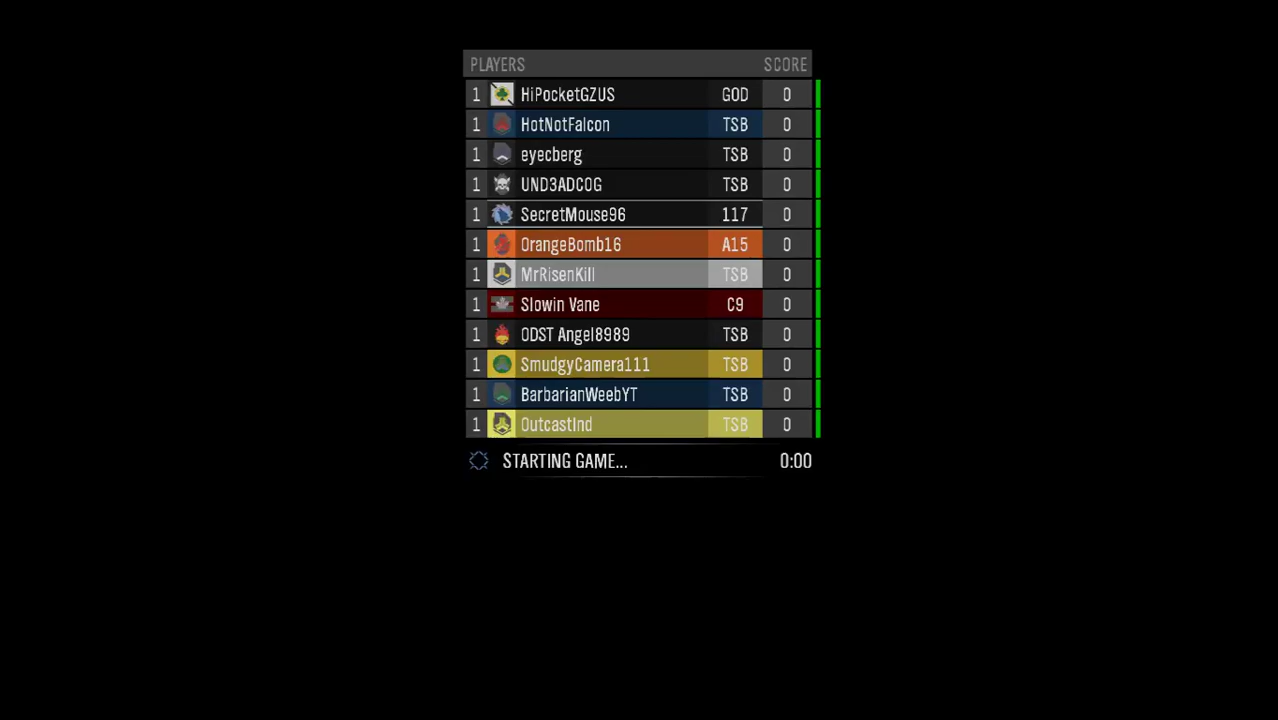 PLAYERS SCORE
1 HiPocketGZUS GOD 0
1 HotNotFalcon TSB 0
1 eyecberg TSB 0
1 UND3ADCOG TSB 0
1 SecretMouse96 117 0
1 OrangeBomb16 A15 0
1 MrRisenKill TSB 0
1 Slowin Vane C9 0
1 ODST Angel8989 TSB 0
1 SmudgyCamera111 TSB 0
1 BarbarianWeebYT TSB 0
1 OutcastInd TSB 0
STARTING GAME... 0:00